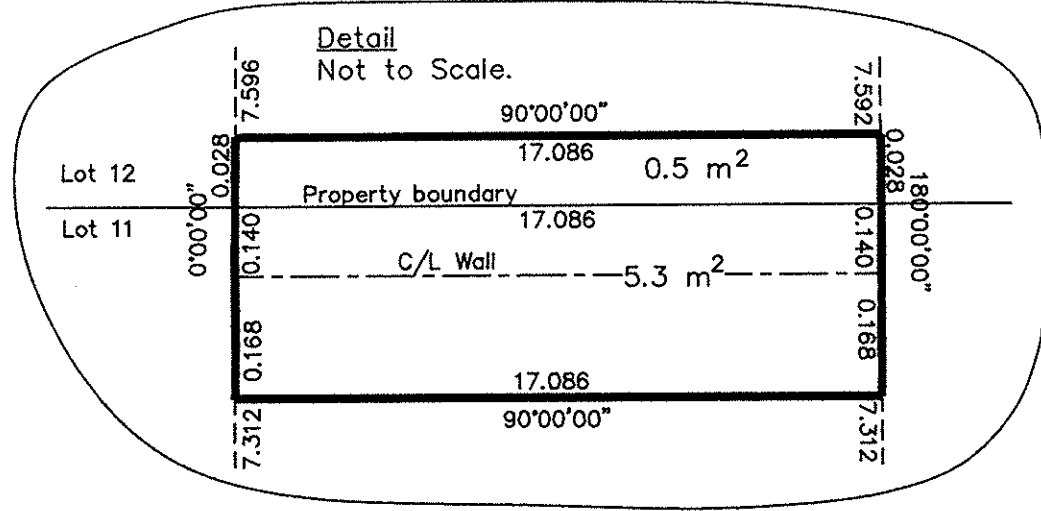 Detail
Not to Scale.
7.596
7.592
90°00'00"
17.086
0.5 m²
0.028
0.028
Lot 12
Property boundary
Lot 11
17.086
0°00'00"
180°00'00"
0.140
0.140
C/L Wall
5.3 m²
0.168
0.168
17.086
90°00'00"
7.312
7.312